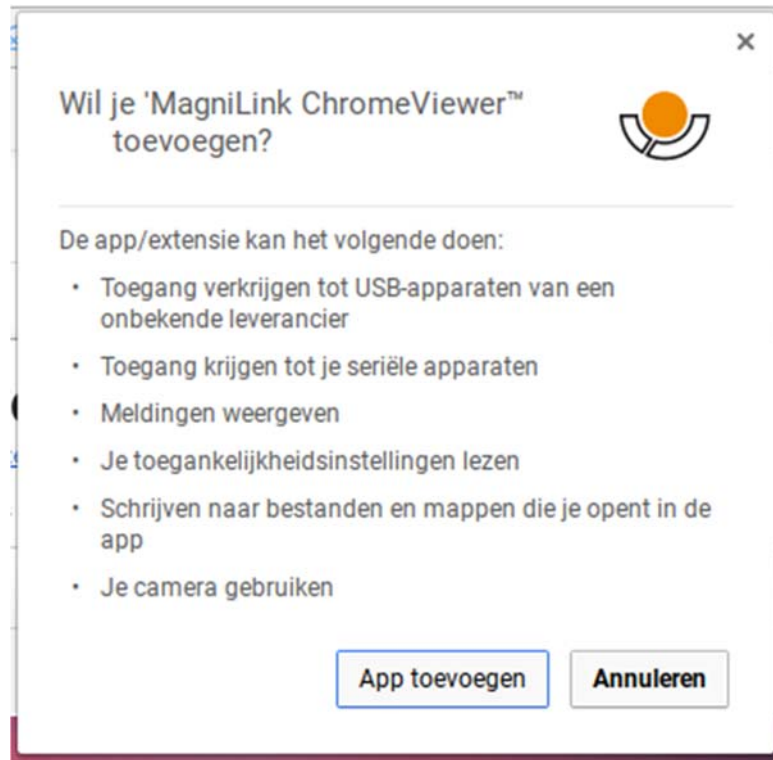 Wil je 'MagniLink ChromeViewer™
toevoegen?
De app/extensie kan het volgende doen:
• Toegang verkrijgen tot USB-apparaten van een
onbekende leverancier
• Toegang krijgen tot je seriële apparaten
• Meldingen weergeven
• Je toegankelijkheidsinstellingen lezen
• Schrijven naar bestanden en mappen die je opent in de
app
• Je camera gebruiken
App toevoegen
Annuleren